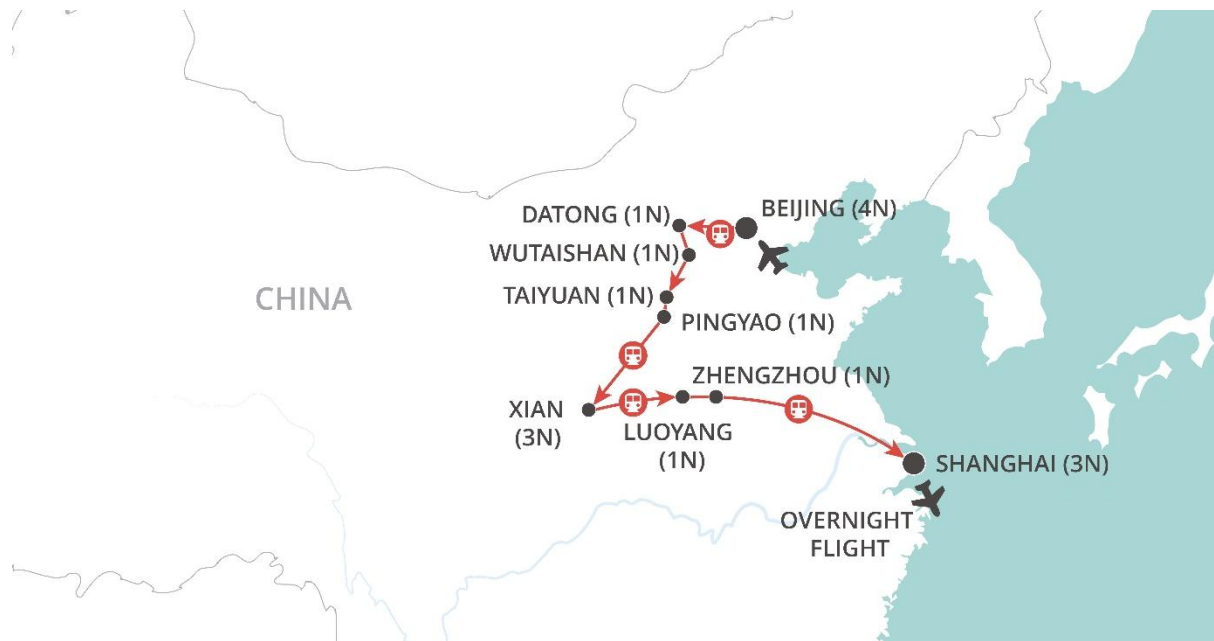 BEIJING (4N)
DATONG (1N)
WUTAISHAN (1N)
TAIYUAN (1N)
CHINA
PINGYAO (1N)
ZHENGZHOU (1N)
XIAN
(3N)
LUOYANG
(1N)
SHANGHAI (3N)
OVERNIGHT
FLIGHT